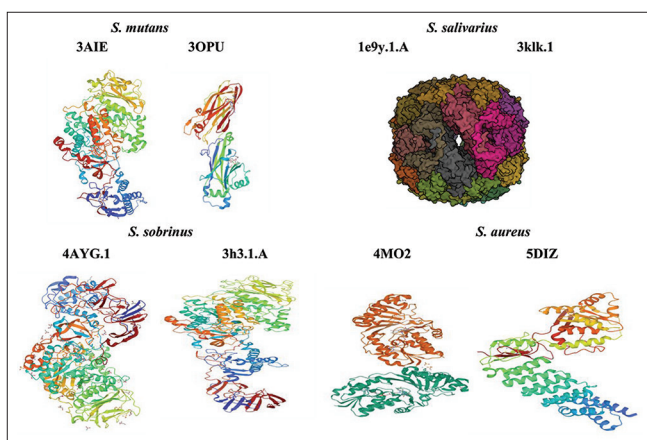 S. mutans
3AIE 3OPU
S. salivarius
1e9y.1.A 3klk.1
S. sobrinus
4AYG.1 3h3.1.A
S. aureus
4MO2 5DIZ